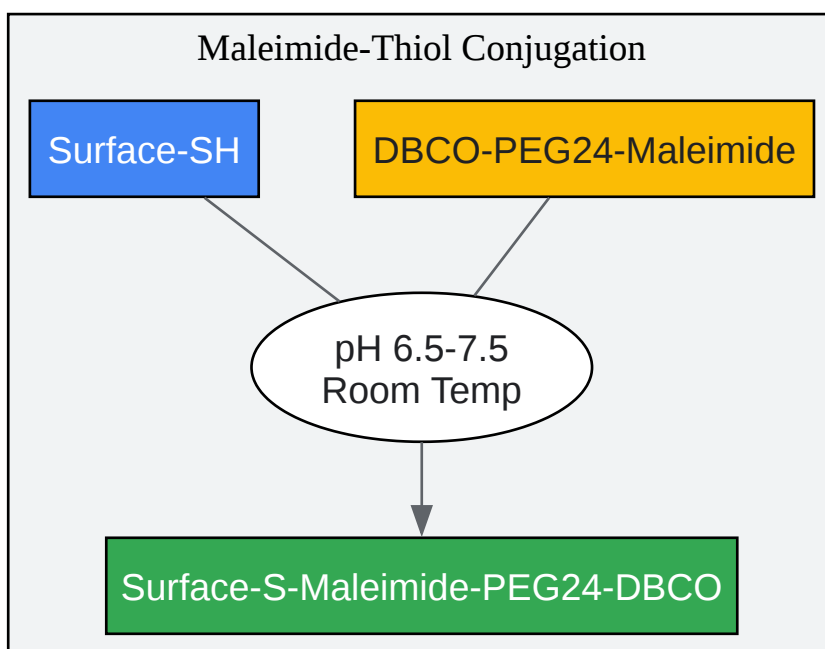 Maleimide-Thiol Conjugation
Surface-SH
DBCO-PEG24-Maleimide
pH 6.5-7.5
Room Temp
Surface-S-Maleimide-PEG24-DBCO